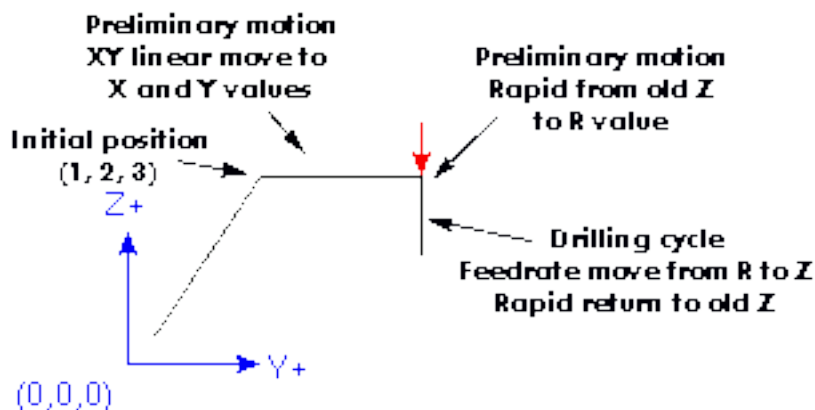 Preliminary motion
XY linear move to
X and Y values
Preliminary motion
Rapid from old Z
to R value
Initial position
(1, 2, 3)
Z+
Drilling cycle
Feedrate move from R to Z
Rapid return to old Z
Y+
(0,0,0)